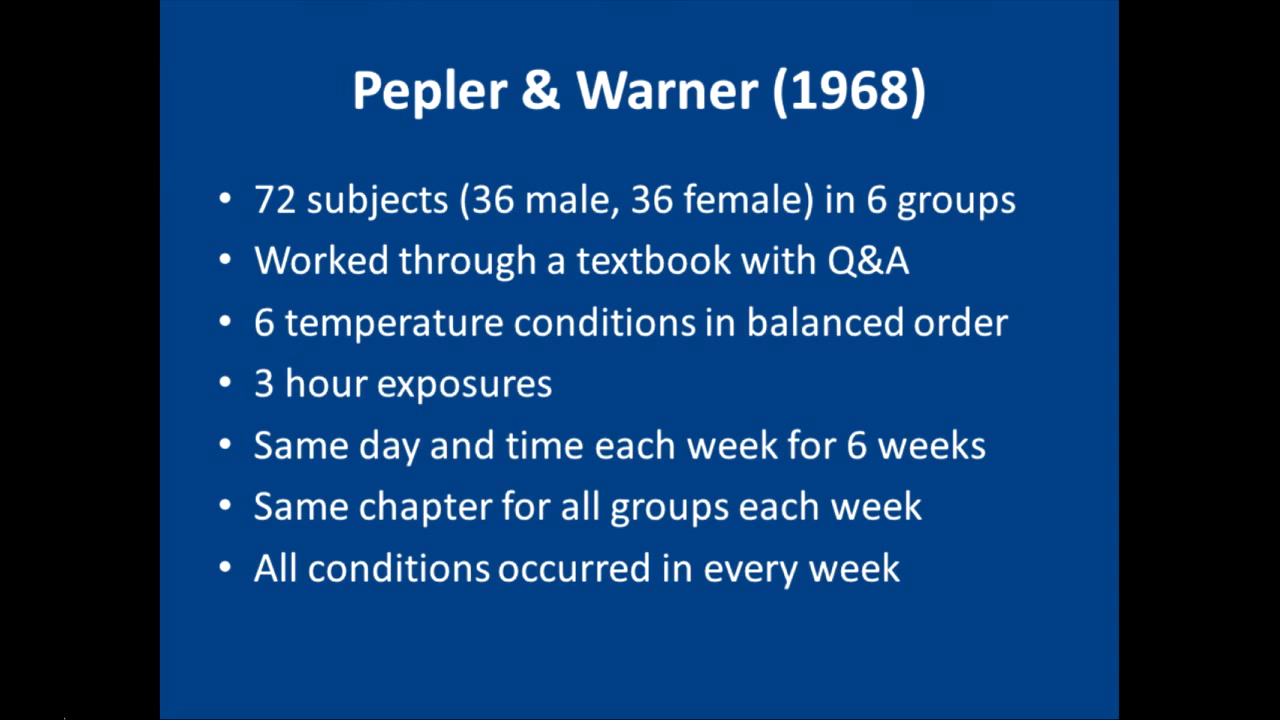 Pepler & Warner (1968)
• 72 subjects (36 male, 36 female) in 6 groups
• Worked through a textbook with Q&A
• 6 temperature conditions in balanced order
• 3 hour exposures
• Same day and time each week for 6 weeks
• Same chapter for all groups each week
• All conditions occurred in every week